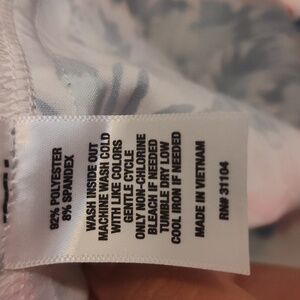 92% POLYESTER
8% SPANDEX
WASH INSIDE OUT
MACHINE WASH COLD
WITH LIKE COLORS
GENTLE CYCLE
ONLY NON-CHLORINE
BLEACH IF NEEDED
TUMBLE DRY LOW
COOL IRON IF NEEDED
MADE IN VIETNAM
RN# 31104